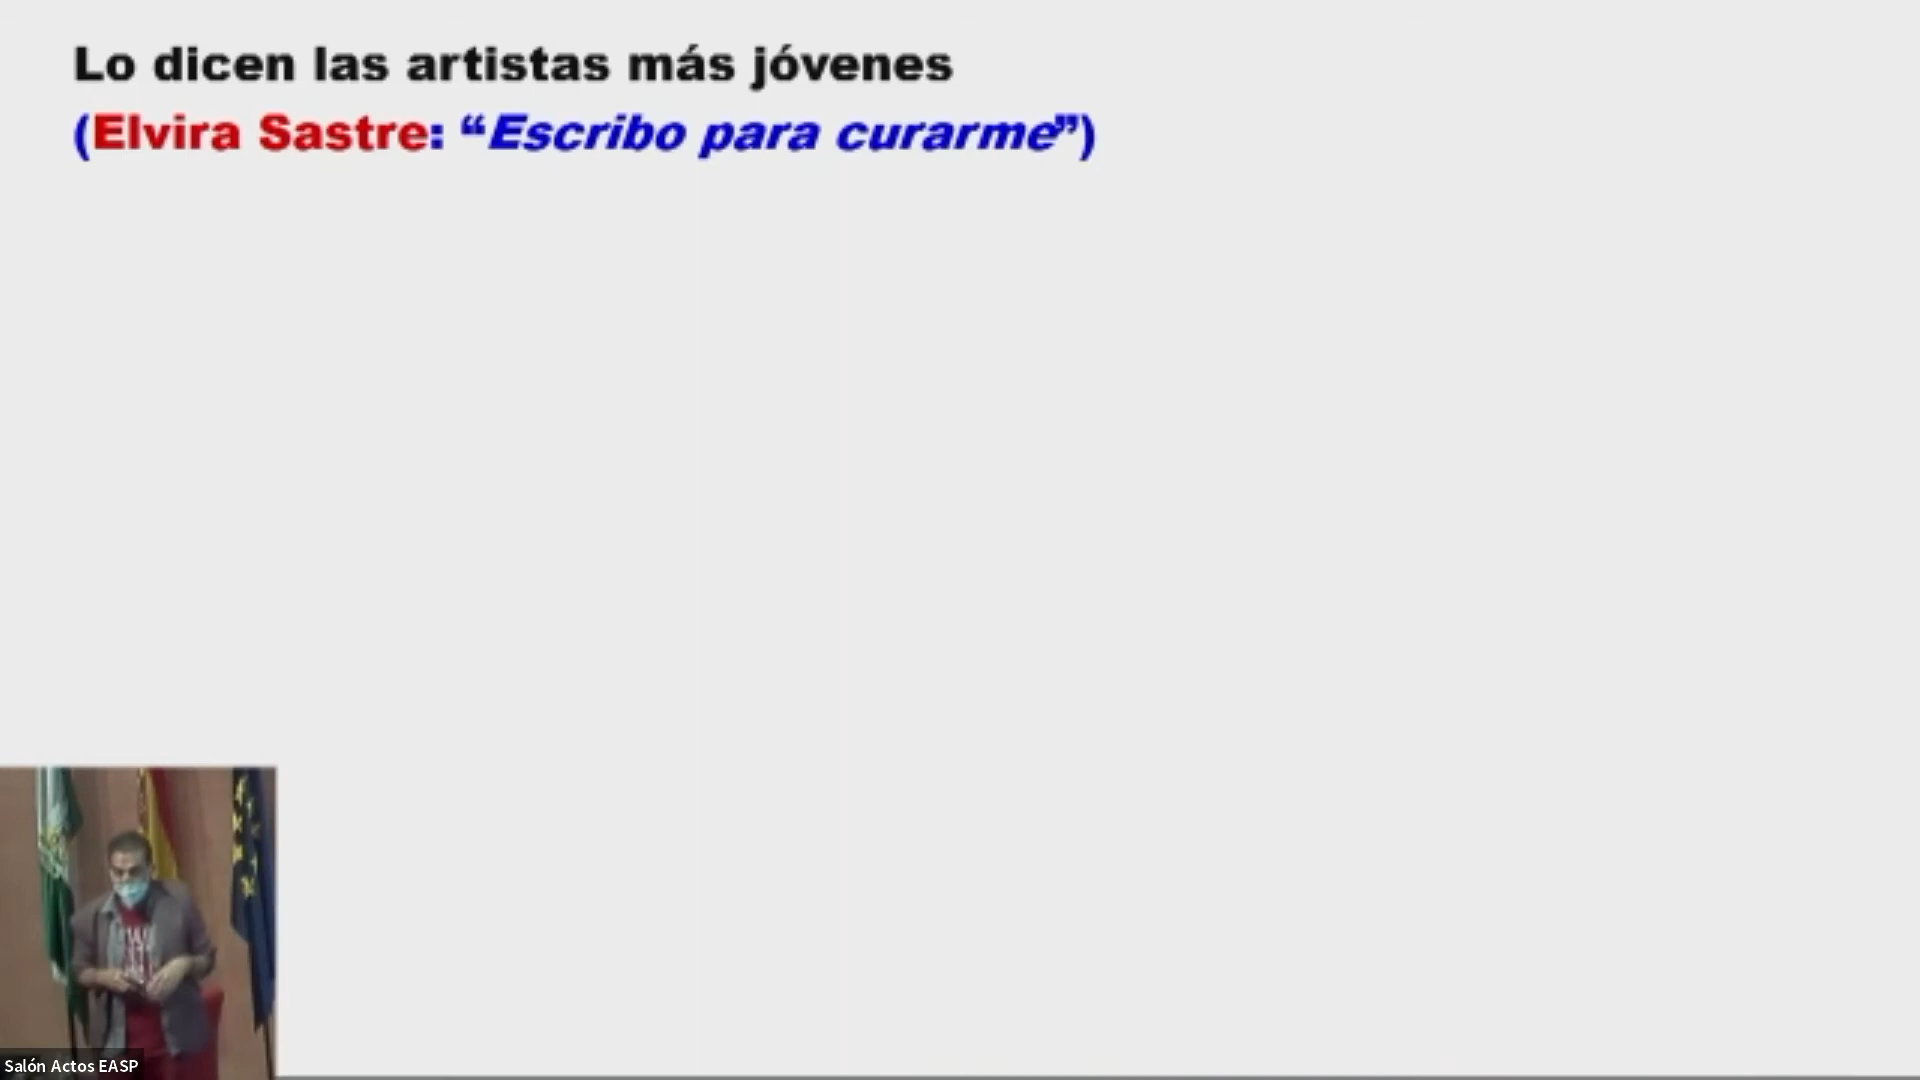 Lo dicen las artistas más jóvenes
(Elvira Sastre: “Escribo para curarme”)
Salón Actos EASP